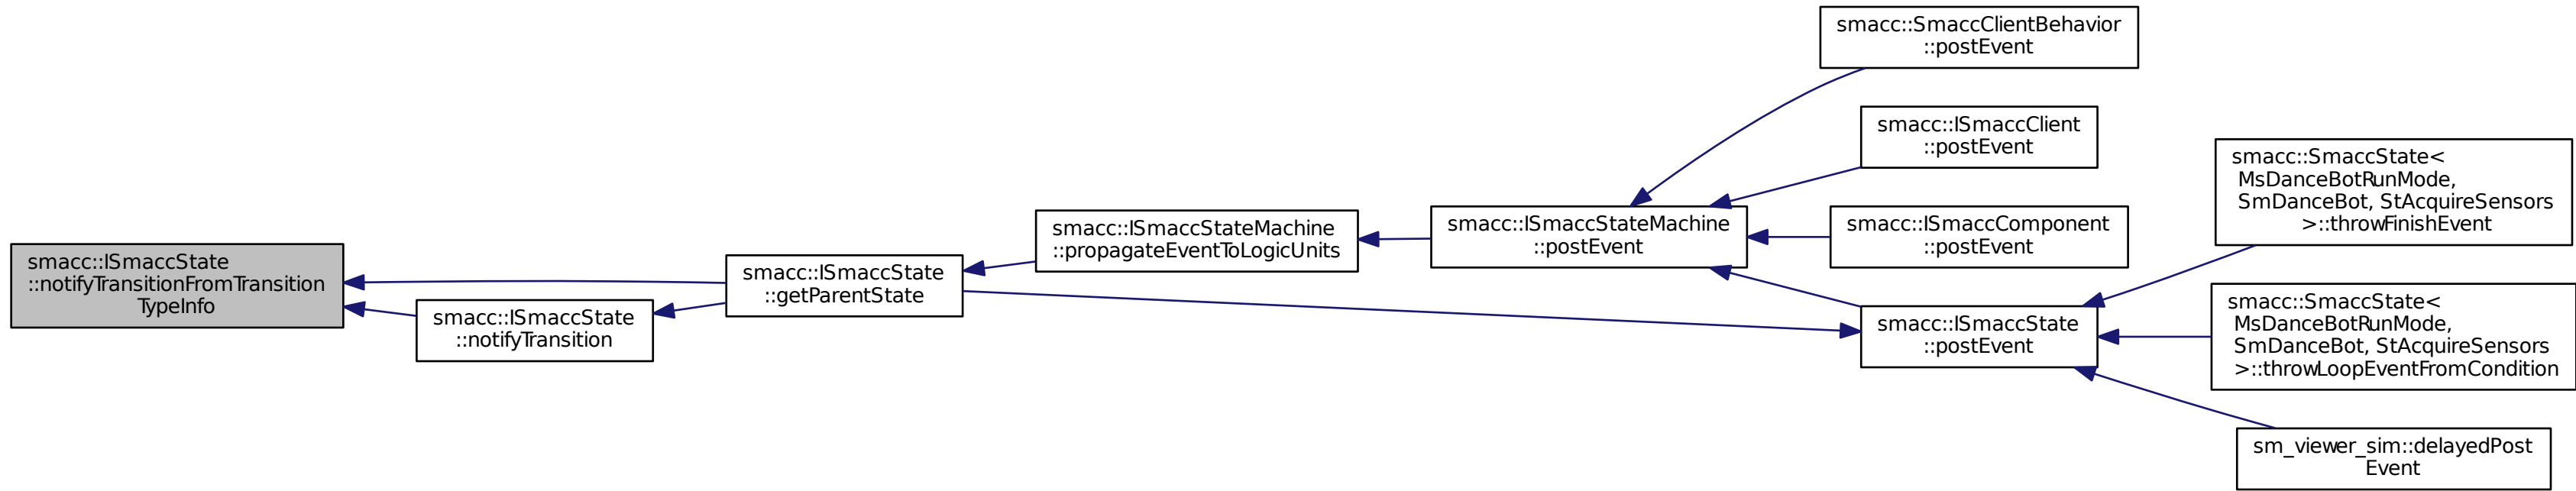 smacc::ISmaccState
::notifyTransitionFromTransition
TypeInfo
smacc::ISmaccState
::notifyTransition
smacc::ISmaccState
::getParentState
smacc::ISmaccStateMachine
::propagateEventToLogicUnits
smacc::ISmaccStateMachine
::postEvent
smacc::SmaccClientBehavior
::postEvent
smacc::ISmaccClient
::postEvent
smacc::ISmaccComponent
::postEvent
smacc::ISmaccState
::postEvent
smacc::SmaccState<
MsDanceBotRunMode,
SmDanceBot, StAcquireSensors
>::throwFinishEvent
smacc::SmaccState<
MsDanceBotRunMode,
SmDanceBot, StAcquireSensors
>::throwLoopEventFromCondition
sm_viewer_sim::delayedPost
Event